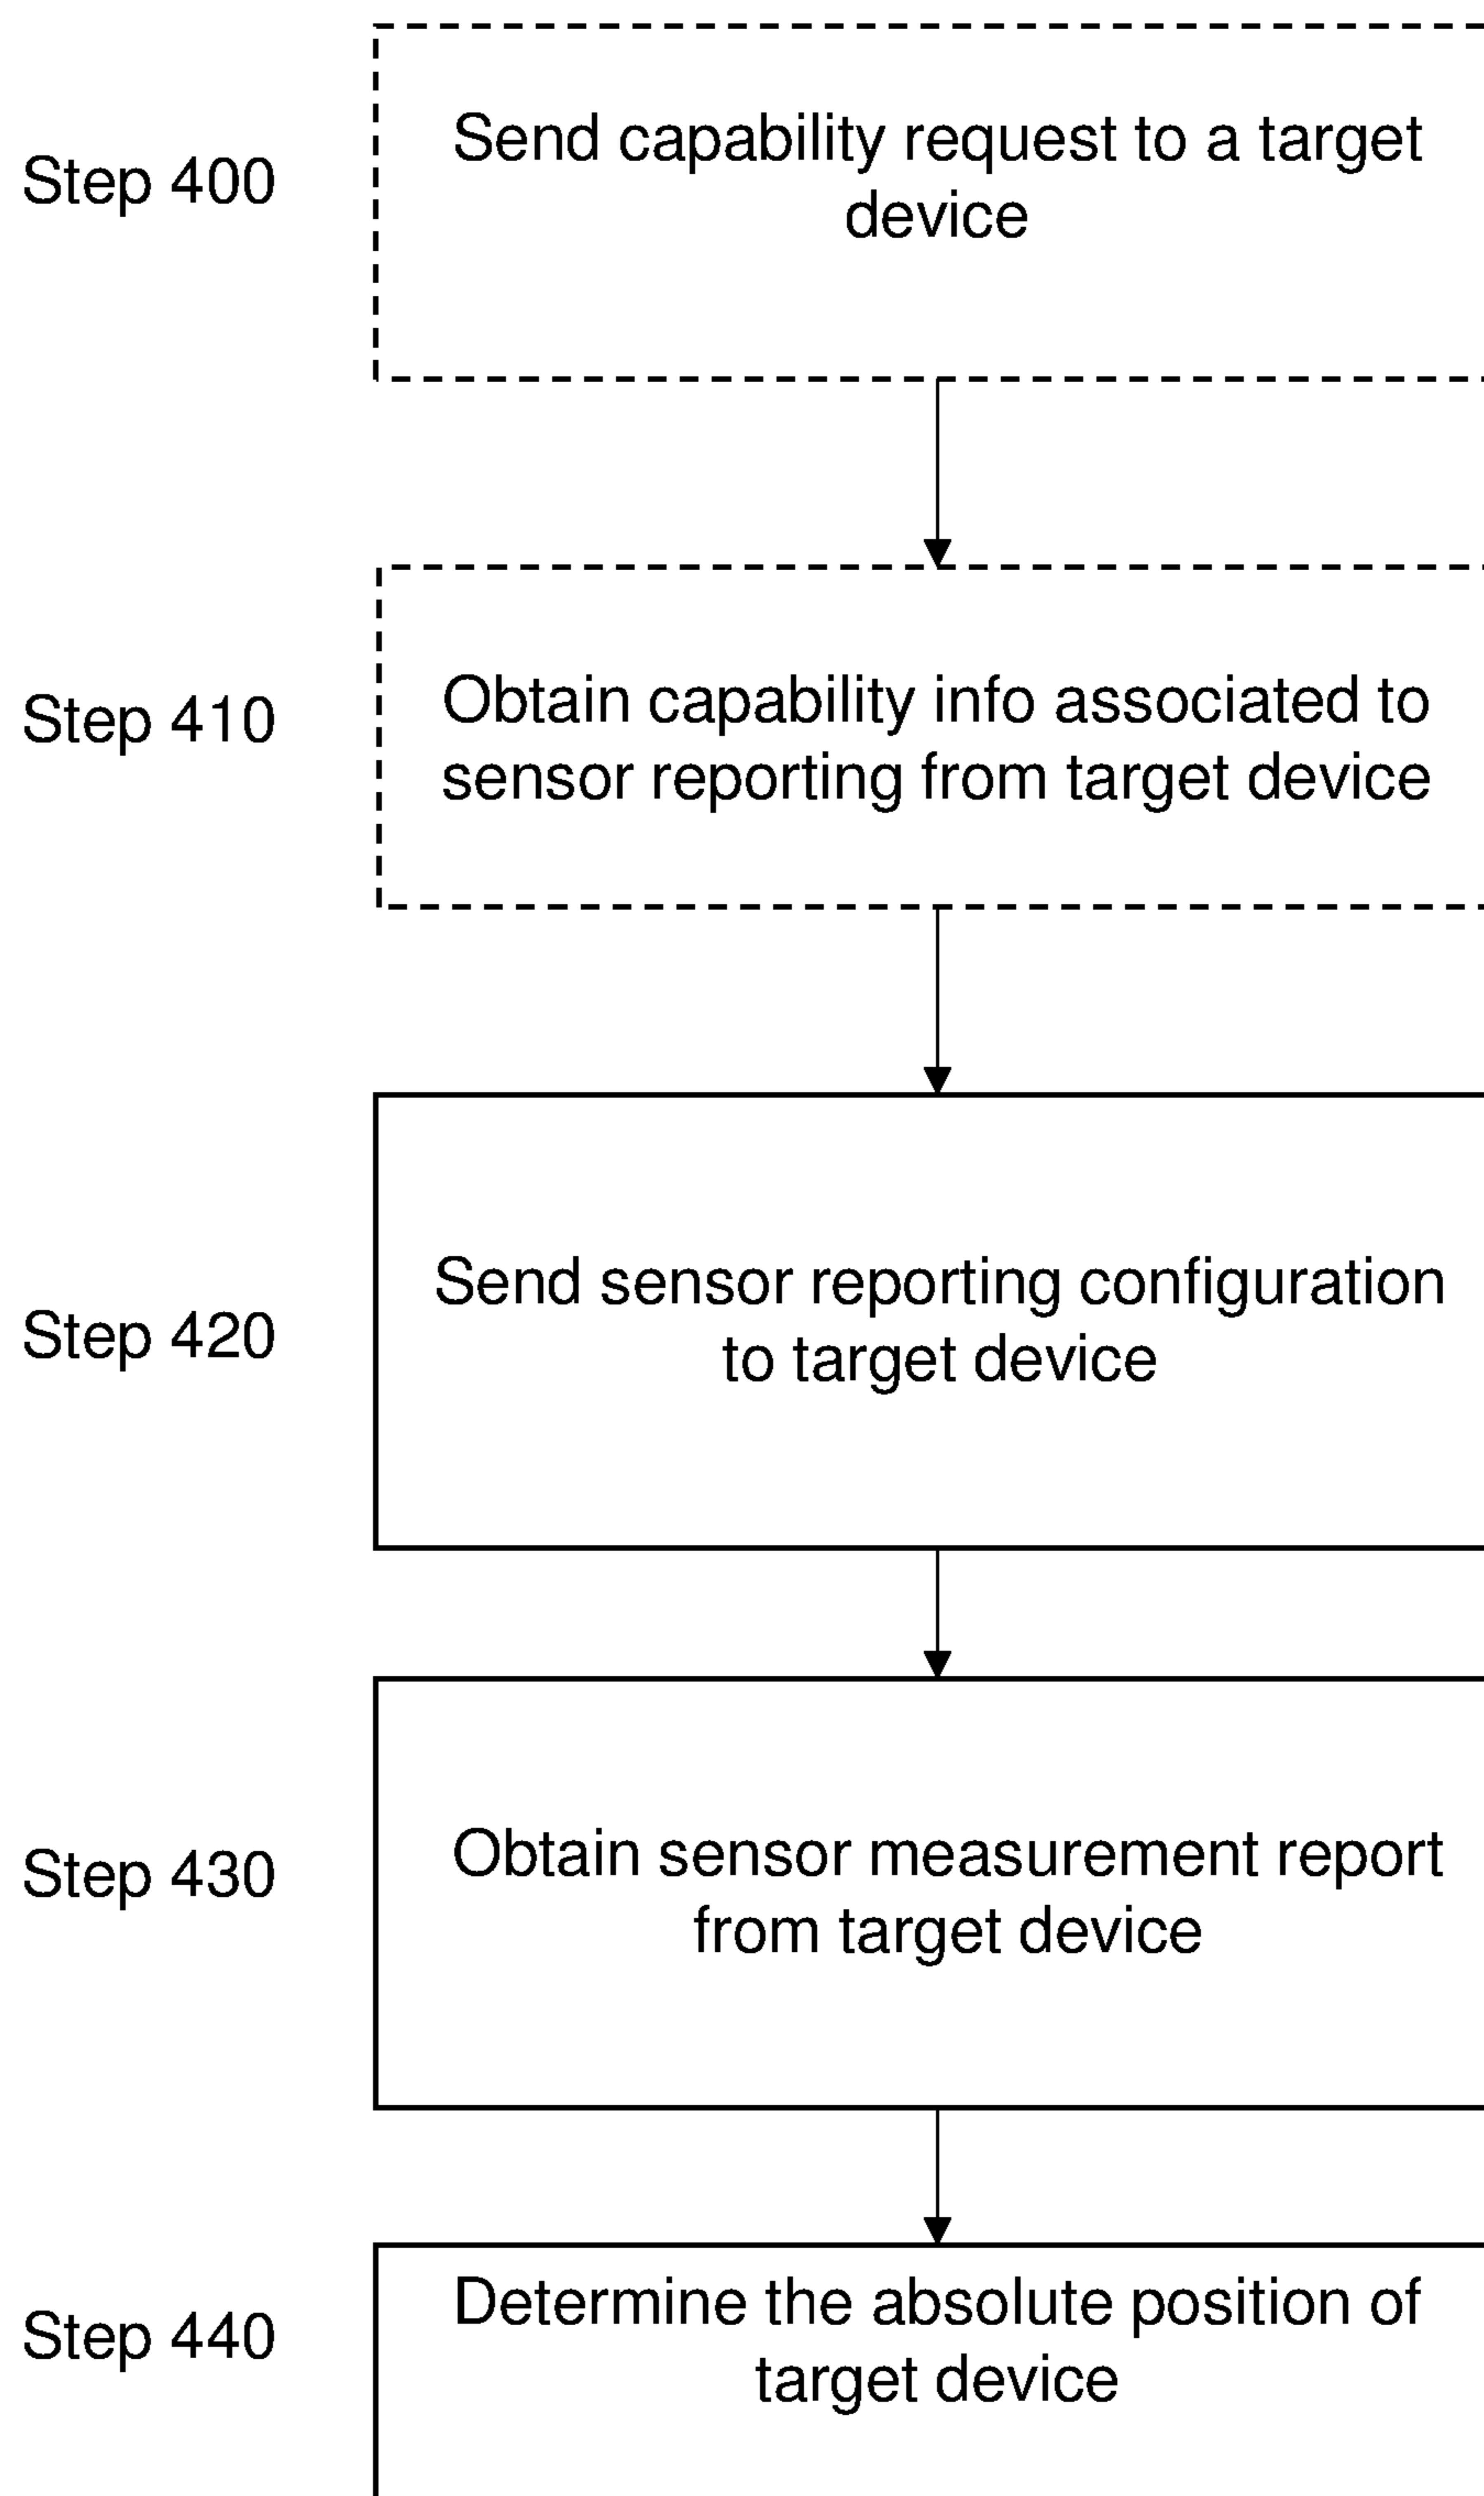 Step 400
Send capability request to a target
device
Step 410
Obtain capability info associated to
sensor reporting from target device
Step 420
Send sensor reporting configuration
to target device
Step 430
Obtain sensor measurement report
from target device
Step 440
Determine the absolute position of
target device